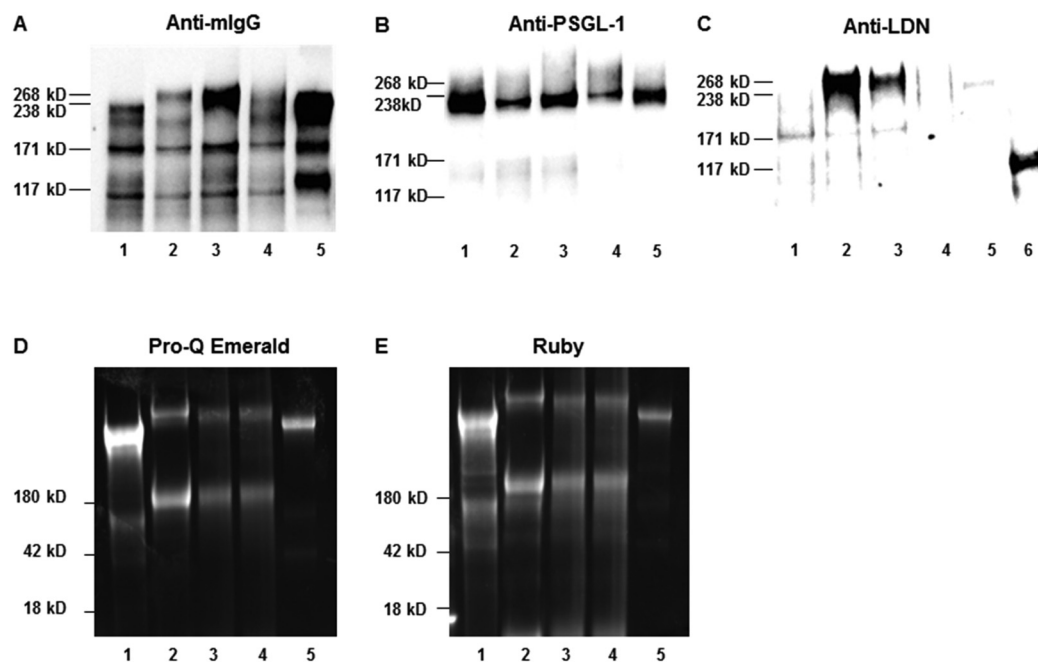 A Anti-mIgG
268 kD
238 kD
171 kD
117 kD
1 2 3 4 5
B Anti-PSGL-1
268 kD
238kD
171 kD
117 kD
1 2 3 4 5
C Anti-LDN
268 kD
238 kD
171 kD
117 kD
1 2 3 4 5 6
D Pro-Q Emerald
180 kD
42 kD
18 kD
1 2 3 4 5
E Ruby
180 kD
42 kD
18 kD
1 2 3 4 5